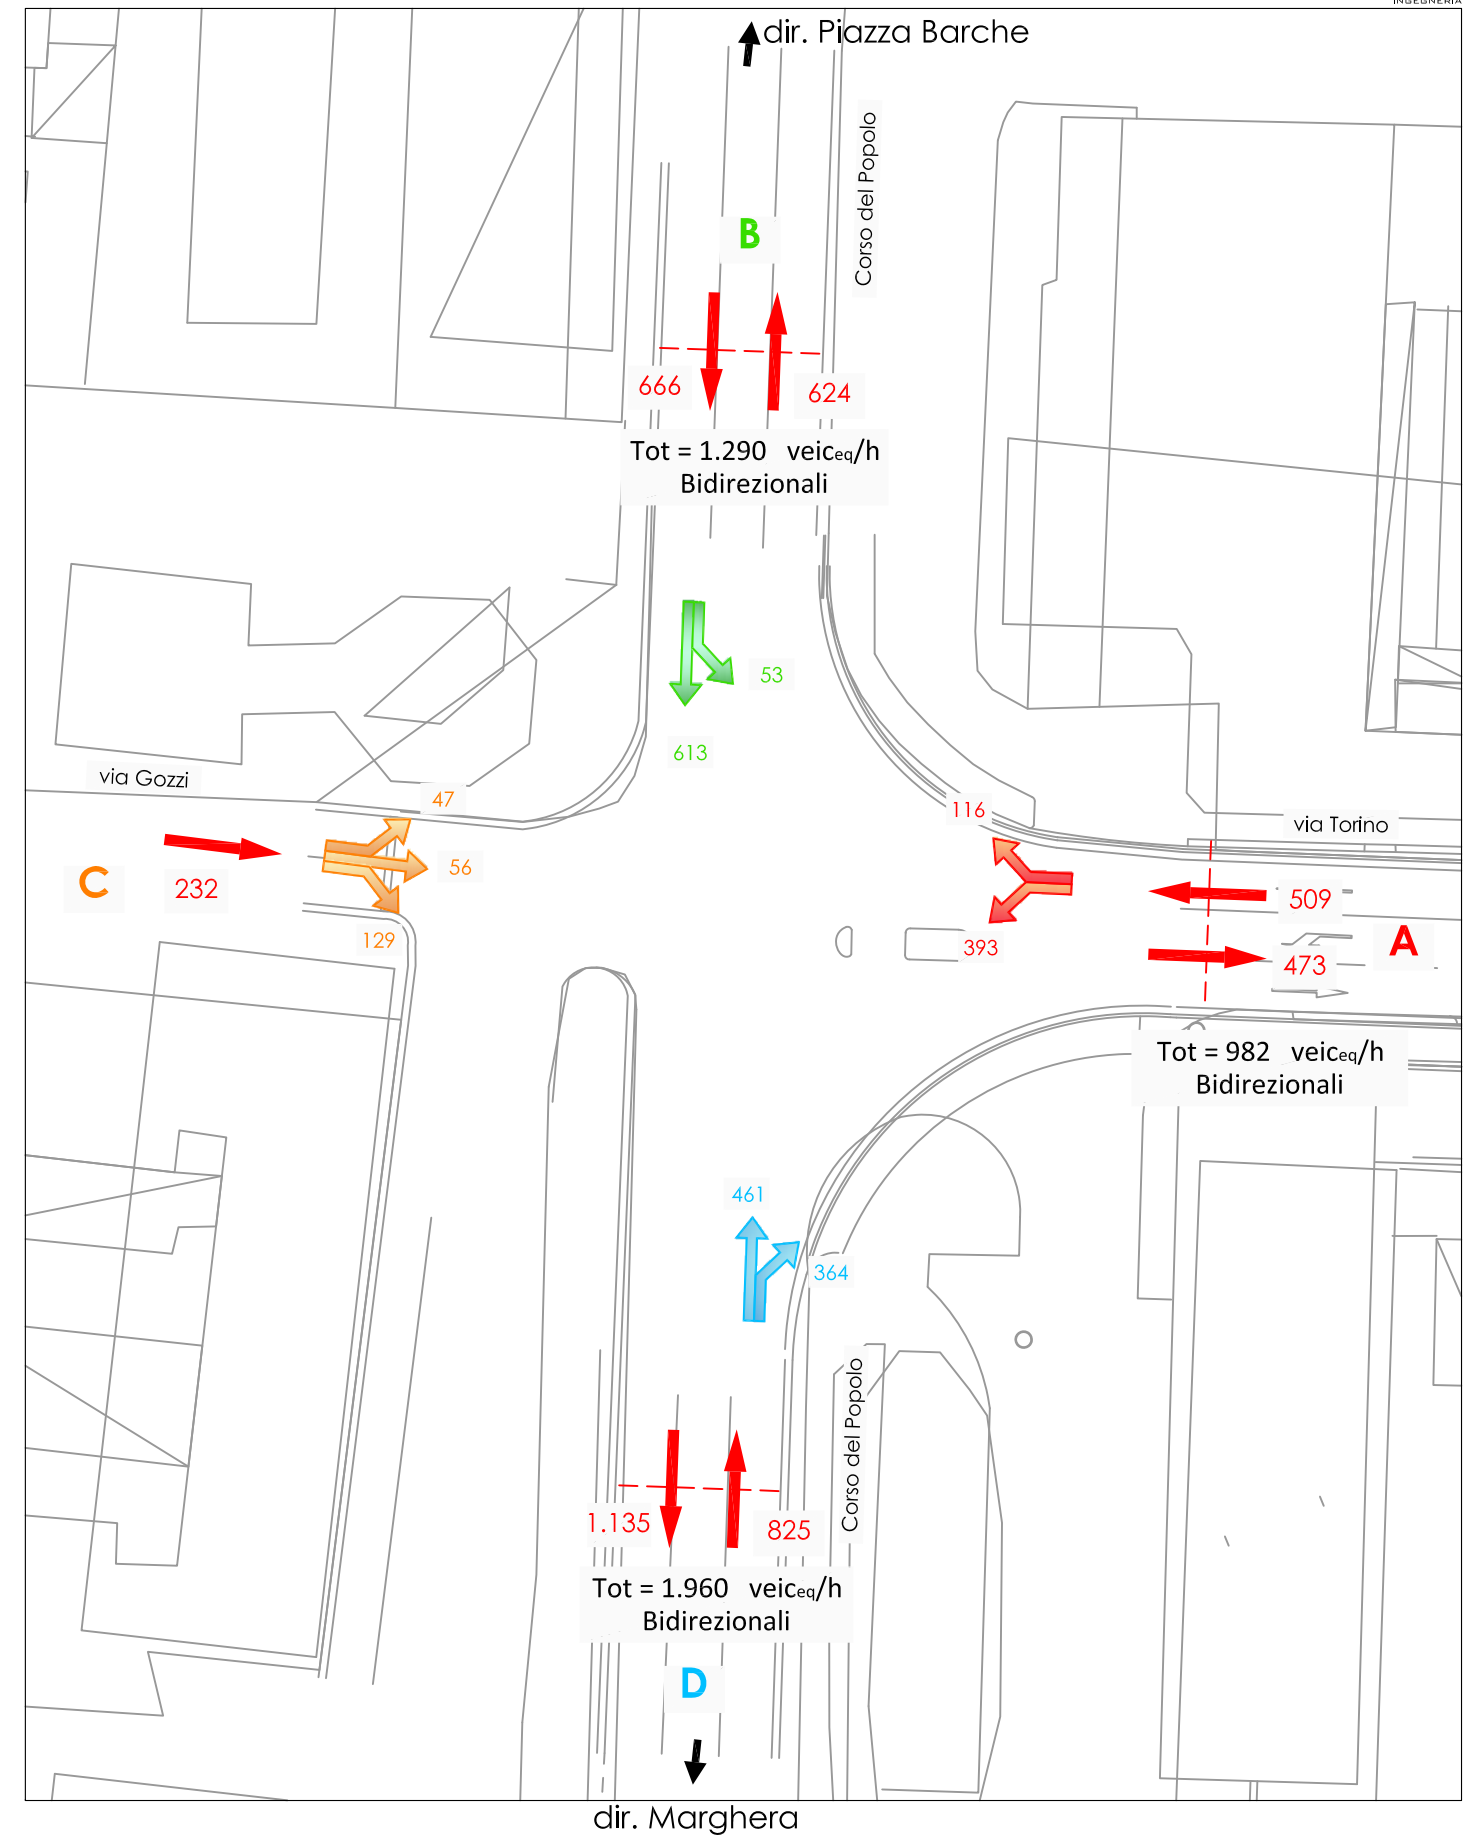 INGEGNERIA
dir. Piazza Barche
Corso del Popolo
B
666
624
Tot = 1.290 veiceq/h
Bidirezionali
53
613
via Gozzi
47
116
via Torino
C
232
56
509
A
129
393
473
Tot = 982 veiceq/h
Bidirezionali
461
364
Corso del Popolo
1.135
825
Tot = 1.960 veiceq/h
Bidirezionali
D
dir. Marghera